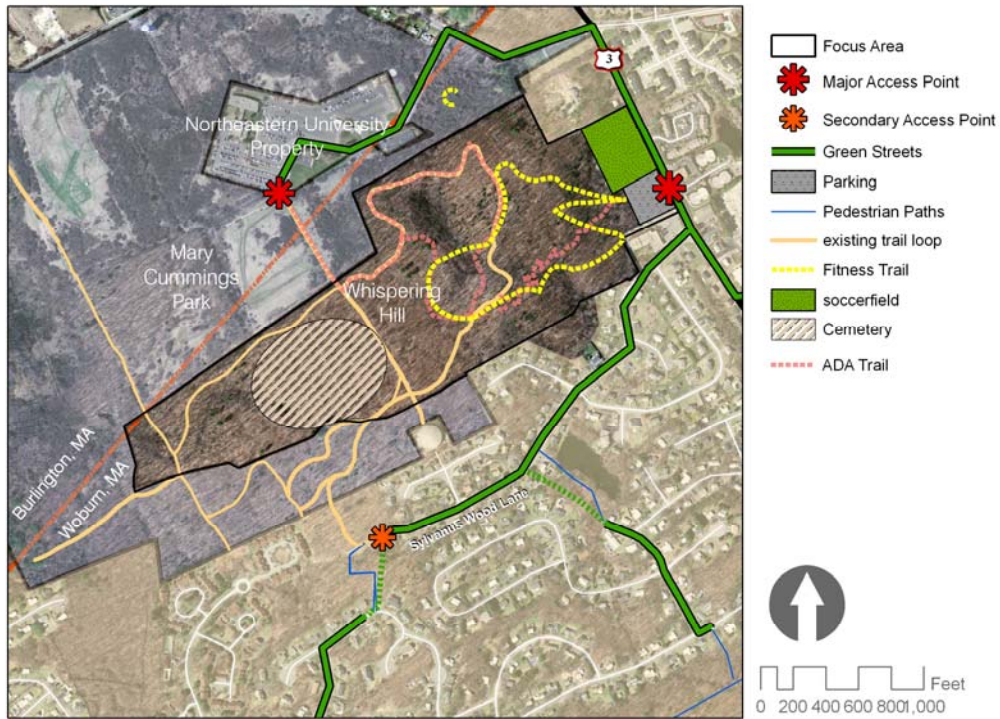 3
Northeastern University
Property
Mary
Cummings
Park
Whispering
Hill
Burlington, MA
Woburn, MA
Sylvanus Wood Lane
Focus Area
Major Access Point
Secondary Access Point
Green Streets
Parking
Pedestrian Paths
existing trail loop
Fitness Trail
soccerfield
Cemetery
ADA Trail
Feet
0 200 400 600 8001,000